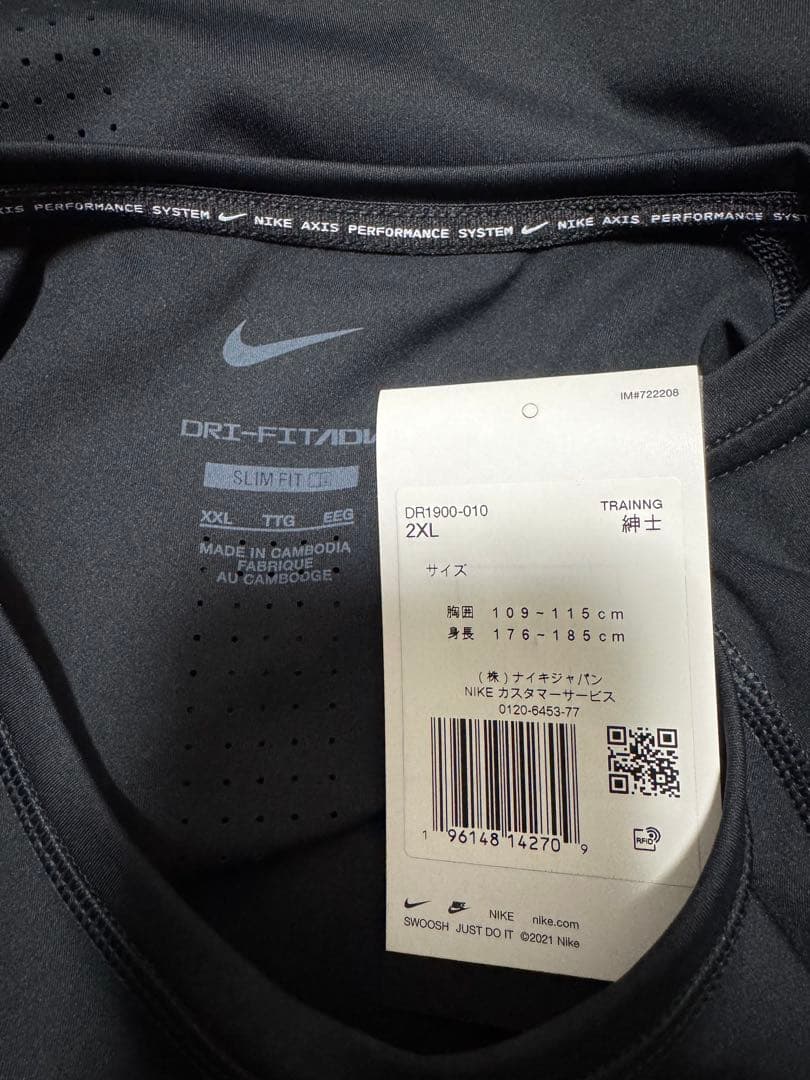 XIS PERFORMANCE SYSTEM NIKE AXIS PERFORMANCE SYSTEM NIKE AXIS PERFORMANCE SYS
DRI-FIT ADV
SLIM FIT
XXL TTG EEG
MADE IN CAMBODIA
FABRIQUE
AU CAMBODGE
IM#722208
DR1900-010 TRAINNG
2XL 紳士
サイズ
胸囲 109~115cm
身長 176~185cm
(株)ナイキジャパン
NIKE カスタマーサービス
0120-6453-77
1 96148 14270 9
RFID
NIKE nike.com
SWOOSH JUST DO IT ©2021 Nike